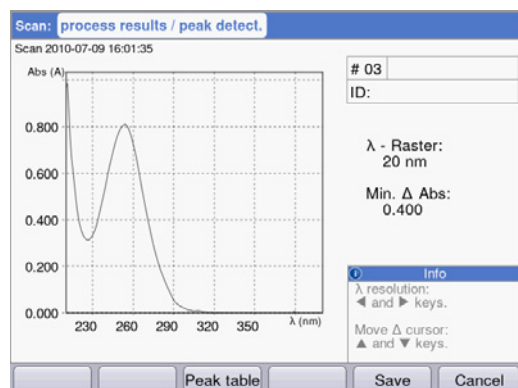 Scan: process results / peak detect.
Scan 2010-07-09 16:01:35
Abs (A)
0.800
0.600
0.400
0.200
0.000
230 260 290 320 350 λ (nm)
# 03
ID:
λ - Raster:
20 nm
Min. Δ Abs:
0.400
i Info
λ resolution:
◀ and ▶ keys.
Move Δ cursor:
▲ and ▼ keys.
Peak table Save Cancel